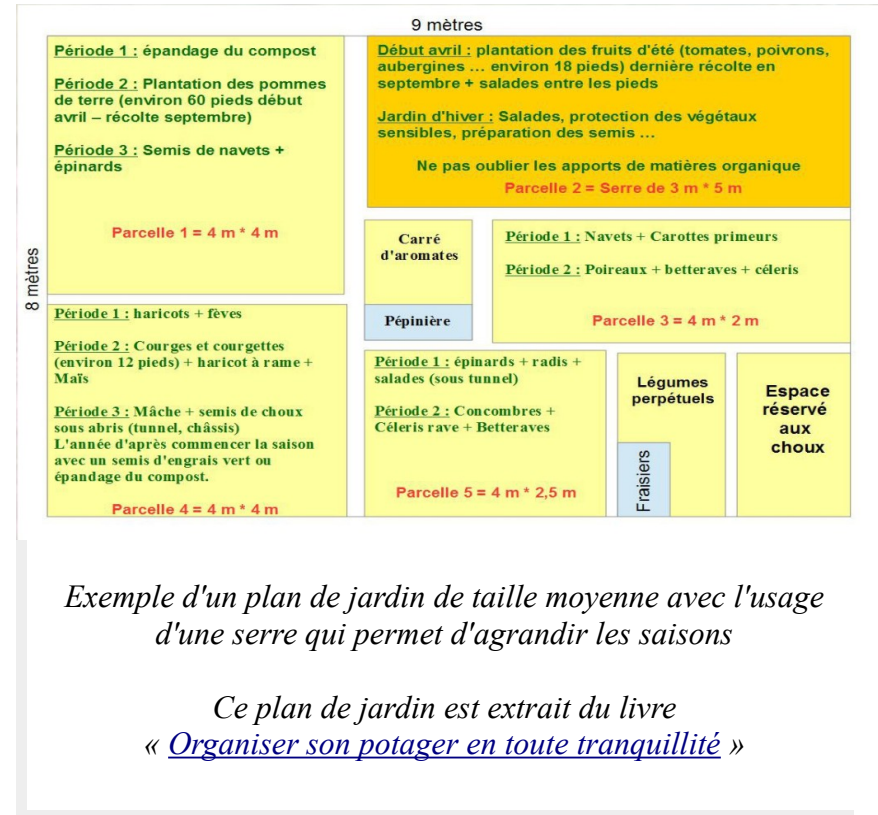 9 mètres
8 mètres
Période 1 : épandage du compost
Période 2 : Plantation des pommes
de terre (environ 60 pieds début
avril – récolte septembre)
Période 3 : Semis de navets +
épinards
Parcelle 1 = 4 m * 4 m
Début avril : plantation des fruits d'été (tomates, poivrons,
aubergines ... environ 18 pieds) dernière récolte en
septembre + salades entre les pieds
Jardin d'hiver : Salades, protection des végétaux
sensibles, préparation des semis ...
Ne pas oublier les apports de matières organique
Parcelle 2 = Serre de 3 m * 5 m
Carré
d'aromates
Pépinière
Période 1 : Navets + Carottes primeurs
Période 2 : Poireaux + betteraves + céleris
Parcelle 3 = 4 m * 2 m
Période 1 : haricots + fèves
Période 2 : Courges et courgettes
(environ 12 pieds) + haricot à rame +
Maïs
Période 3 : Mâche + semis de choux
sous abris (tunnel, châssis)
L'année d'après commencer la saison
avec un semis d'engrais vert ou
épandage du compost.
Parcelle 4 = 4 m * 4 m
Période 1 : épinards + radis +
salades (sous tunnel)
Période 2 : Concombres +
Céleris rave + Betteraves
Parcelle 5 = 4 m * 2,5 m
Légumes
perpétuels
Fraisiers
Espace
réservé
aux
choux
Exemple d'un plan de jardin de taille moyenne avec l'usage
d'une serre qui permet d'agrandir les saisons
Ce plan de jardin est extrait du livre
« Organiser son potager en toute tranquillité »